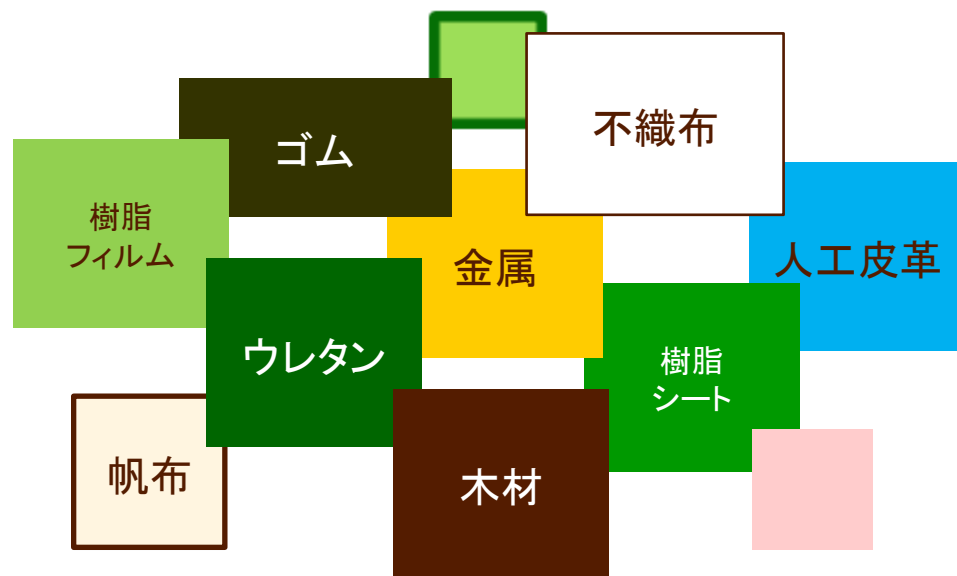 不織布
ゴム
樹脂
フィルム
金属
人工皮革
ウレタン
樹脂
シート
帆布
木材